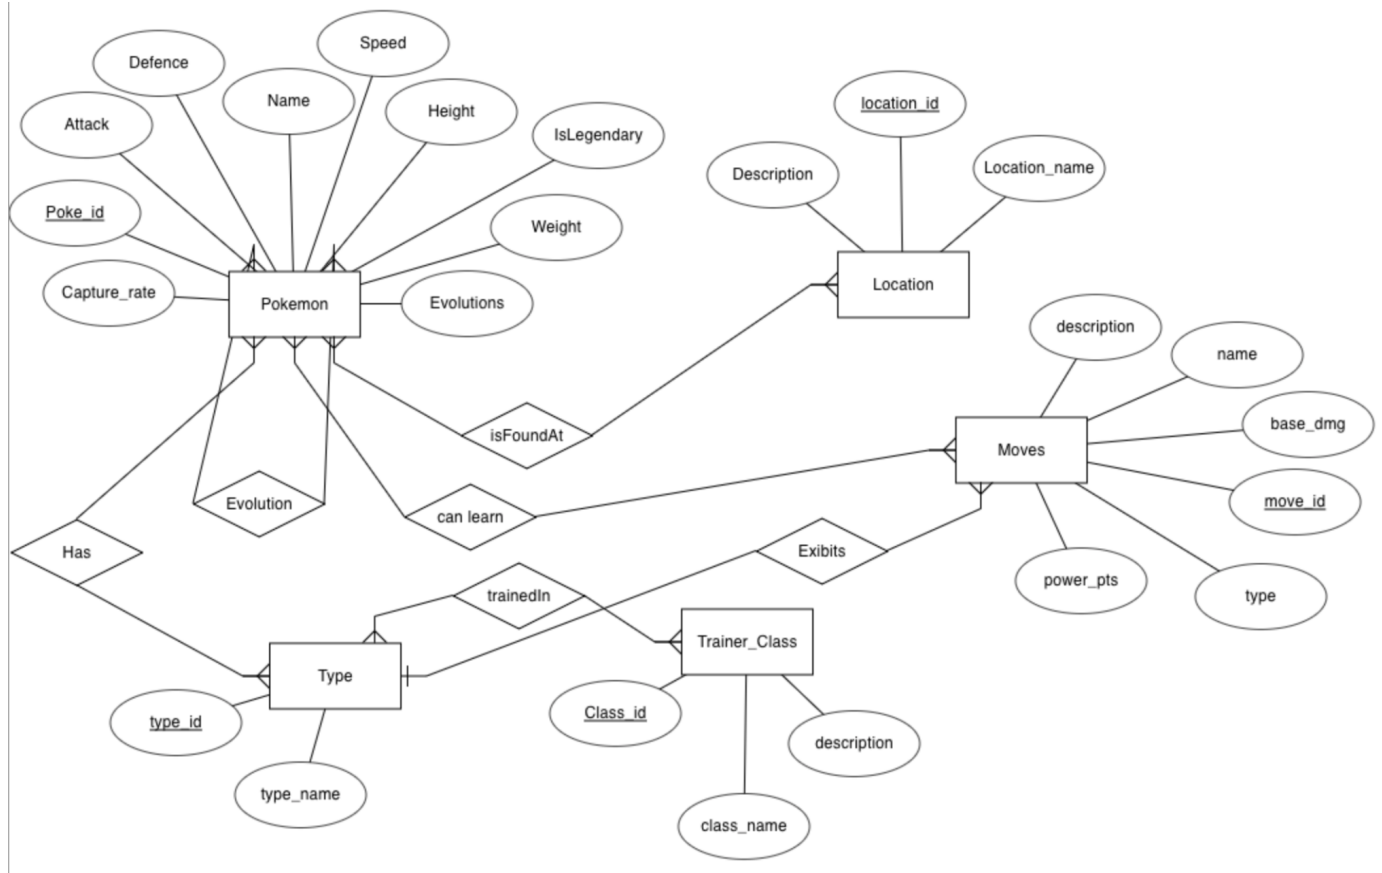 Speed
Defence
Name
Height
Attack
IsLegendary
Poke_id
Weight
Capture_rate
Pokemon
Evolutions
location_id
Description
Location_name
Location
description
name
base_dmg
Moves
move_id
power_pts
type
isFoundAt
Evolution
can learn
Has
Exibits
trainedIn
Trainer_Class
Type
type_id
type_name
Class_id
description
class_name